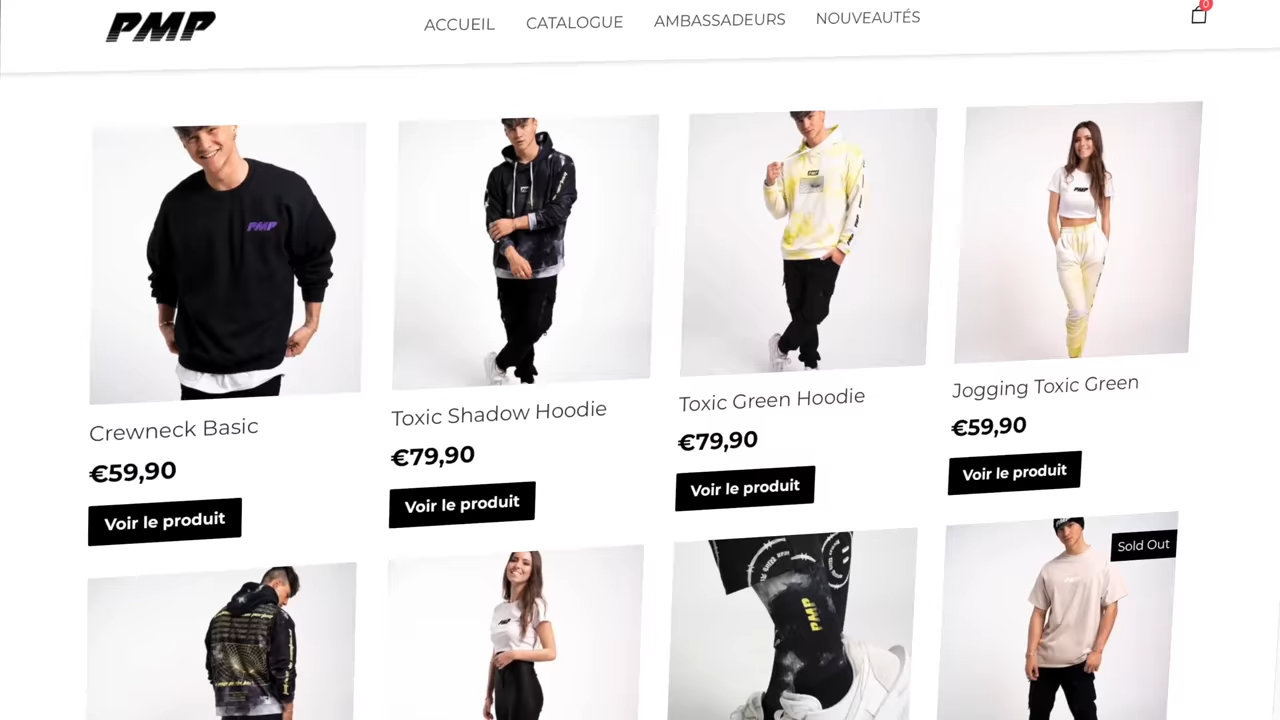 PMP
ACCUEIL
CATALOGUE
AMBASSADEURS
NOUVEAUTÉS
0
PMP
PMP
Crewneck Basic
€59,90
Voir le produit
Toxic Shadow Hoodie
€79,90
Voir le produit
Toxic Green Hoodie
€79,90
Voir le produit
Jogging Toxic Green
€59,90
Voir le produit
PMP
Sold Out